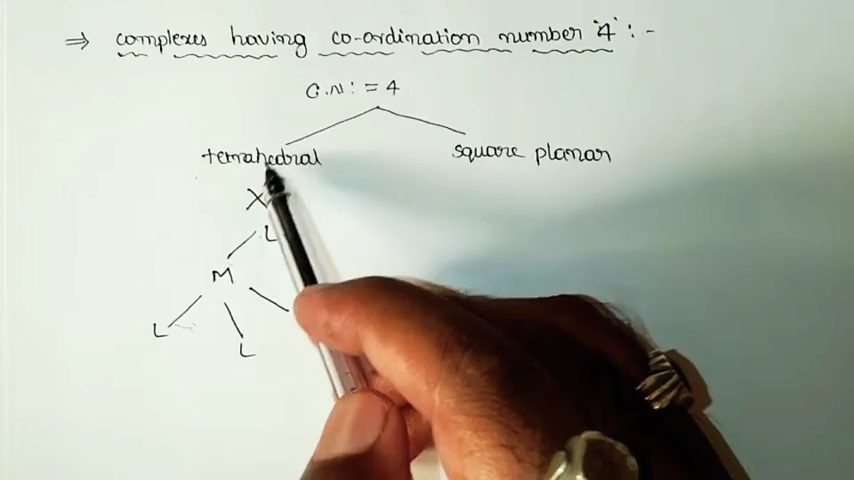 ⇒ complexes having co-ordination number '4' : -
C.N : = 4
tetrahedral square planar
X
L
M
L
L